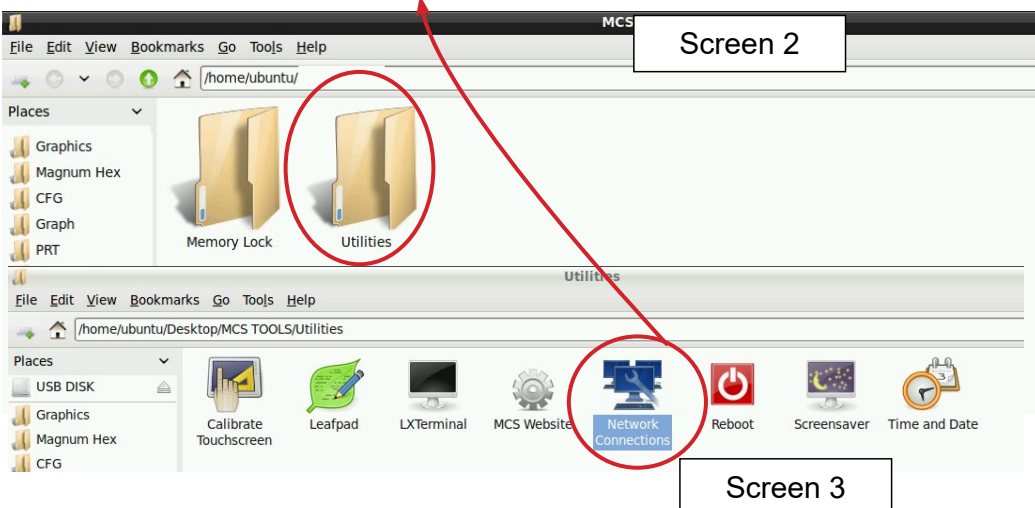 MCS
Screen 2
File Edit View Bookmarks Go Tools Help
/home/ubuntu/
Places
Graphics
Magnum Hex
CFG
Graph
PRT
Memory Lock
Utilities
Utilities
File Edit View Bookmarks Go Tools Help
/home/ubuntu/Desktop/MCS TOOLS/Utilities
Places
USB DISK
Graphics
Magnum Hex
CFG
Calibrate
Touchscreen
Leafpad
LXTerminal
MCS Website
Network
Connections
Reboot
Screensaver
Time and Date
Screen 3